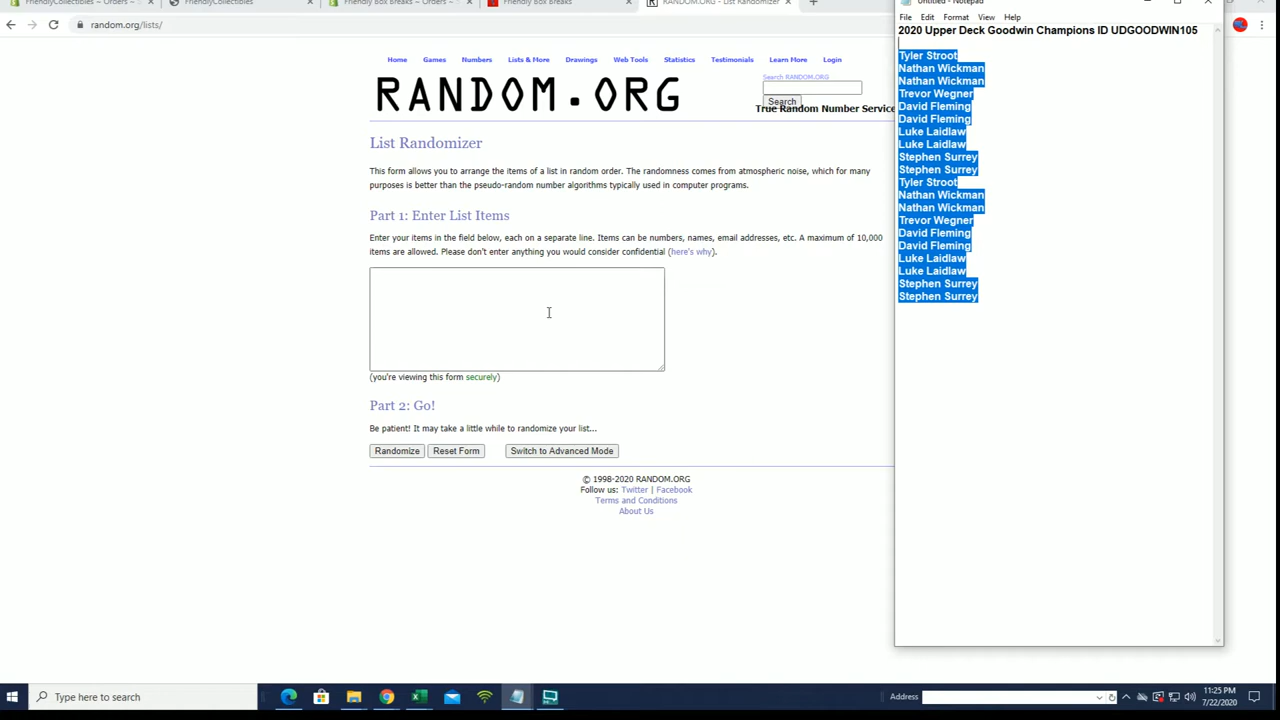 FriendlyCollectibles – Orders –
FriendlyCollectibles
Friendly Box Breaks – Orders –
Friendly Box Breaks
RANDOM.ORG - List Randomizer
random.org/lists/
Home Games Numbers Lists & More Drawings Web Tools Statistics Testimonials Learn More Login
RANDOM.ORG
Search RANDOM.ORG
Search
True Random Number Service
List Randomizer
This form allows you to arrange the items of a list in random order. The randomness comes from atmospheric noise, which for many
purposes is better than the pseudo-random number algorithms typically used in computer programs.
Part 1: Enter List Items
Enter your items in the field below, each on a separate line. Items can be numbers, names, email addresses, etc. A maximum of 10,000
items are allowed. Please don't enter anything you would consider confidential (here's why).
(you're viewing this form securely)
Part 2: Go!
Be patient! It may take a little while to randomize your list...
Randomize Reset Form Switch to Advanced Mode
© 1998-2020 RANDOM.ORG
Follow us: Twitter | Facebook
Terms and Conditions
About Us
Untitled - Notepad
File Edit Format View Help
2020 Upper Deck Goodwin Champions ID UDGOODWIN105
Tyler Stroot
Nathan Wickman
Nathan Wickman
Trevor Wegner
David Fleming
David Fleming
Luke Laidlaw
Luke Laidlaw
Stephen Surrey
Stephen Surrey
Tyler Stroot
Nathan Wickman
Nathan Wickman
Trevor Wegner
David Fleming
David Fleming
Luke Laidlaw
Luke Laidlaw
Stephen Surrey
Stephen Surrey
Type here to search
Address
11:25 PM
7/22/2020